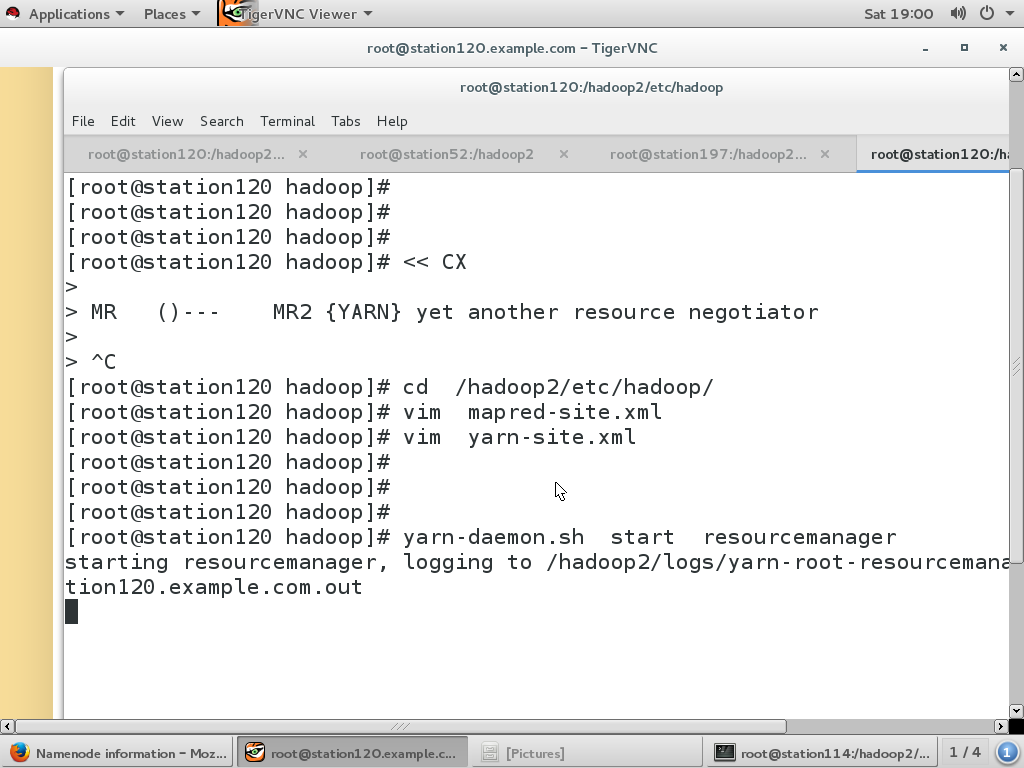 Applications Places TigerVNC Viewer Sat 19:00
root@station120.example.com – TigerVNC
root@station120:/hadoop2/etc/hadoop
File Edit View Search Terminal Tabs Help
root@station120:/hadoop2... root@station52:/hadoop2 root@station197:/hadoop2... root@station120:/ha
[root@station120 hadoop]#
[root@station120 hadoop]#
[root@station120 hadoop]#
[root@station120 hadoop]# << CX
>
> MR   ()---    MR2 {YARN} yet another resource negotiator
>
> ^C
[root@station120 hadoop]# cd  /hadoop2/etc/hadoop/
[root@station120 hadoop]# vim  mapred-site.xml
[root@station120 hadoop]# vim  yarn-site.xml
[root@station120 hadoop]#
[root@station120 hadoop]#
[root@station120 hadoop]#
[root@station120 hadoop]# yarn-daemon.sh  start  resourcemanager
starting resourcemanager, logging to /hadoop2/logs/yarn-root-resourcemana
tion120.example.com.out
Namenode information – Moz... root@station120.example.c... [Pictures] root@station114:/hadoop2/... 1 / 4 1